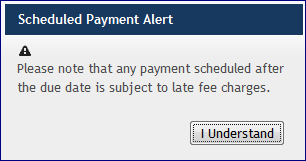 Scheduled Payment Alert
Please note that any payment scheduled after
the due date is subject to late fee charges.
I Understand